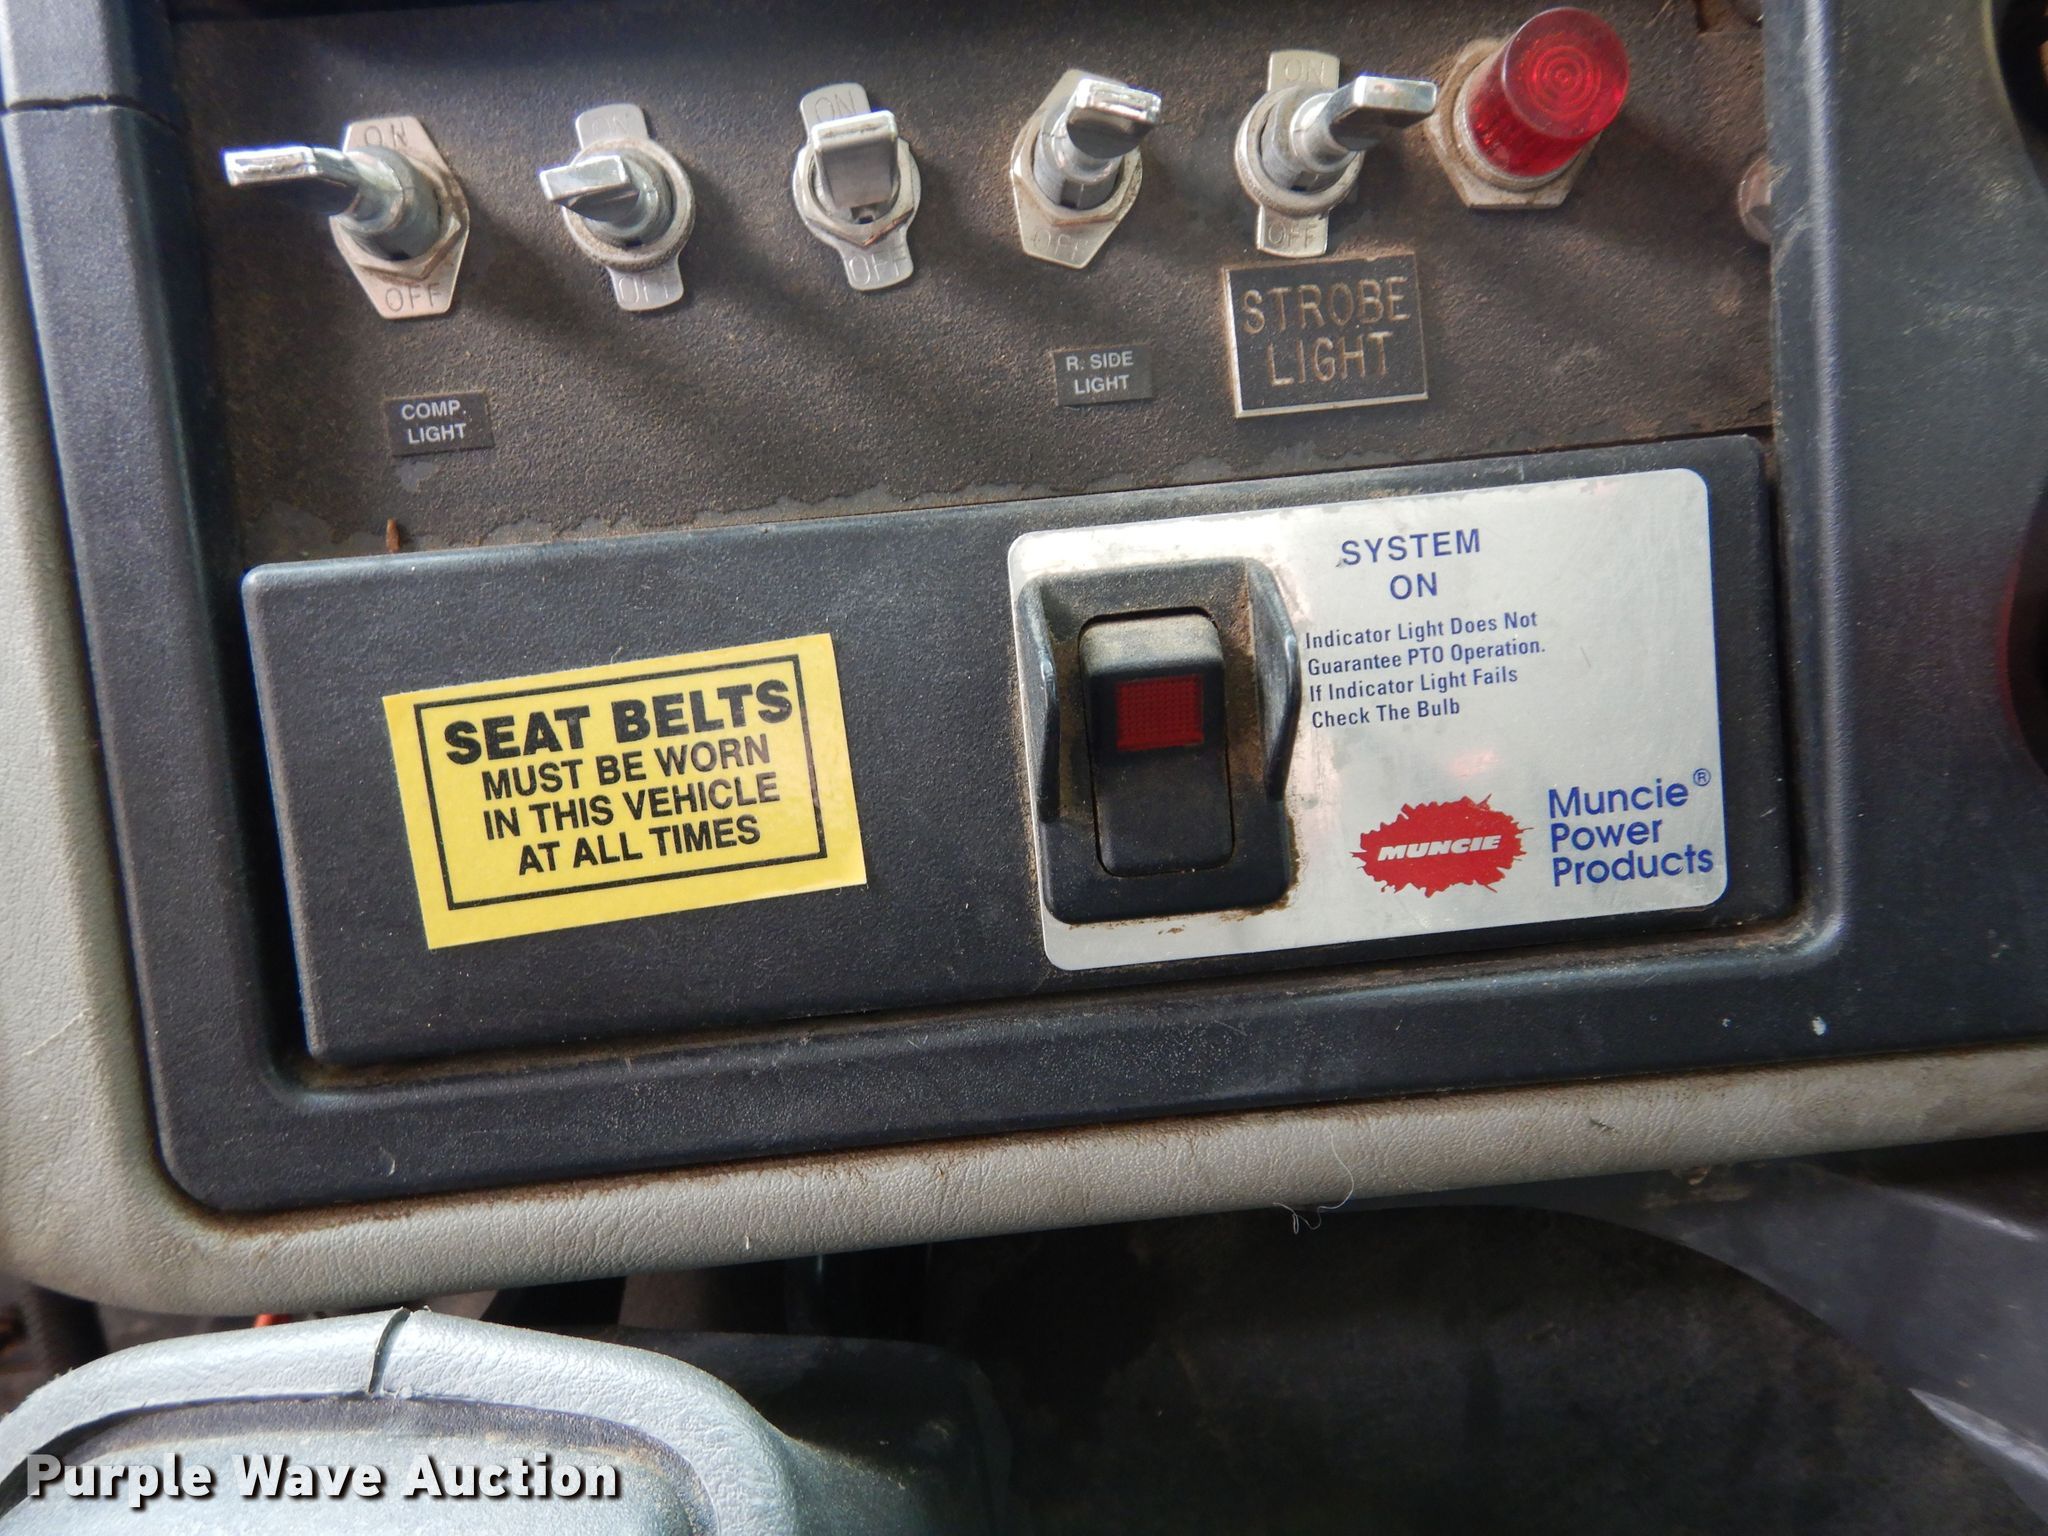 ON
OFF
ON
OFF
ON
OFF
OFF
ON
OFF
COMP.
LIGHT
R. SIDE
LIGHT
STROBE
LIGHT
SEAT BELTS
MUST BE WORN
IN THIS VEHICLE
AT ALL TIMES
SYSTEM
ON
Indicator Light Does Not
Guarantee PTO Operation.
If Indicator Light Fails
Check The Bulb
MUNCIE
Muncie®
Power
Products
Purple Wave Auction